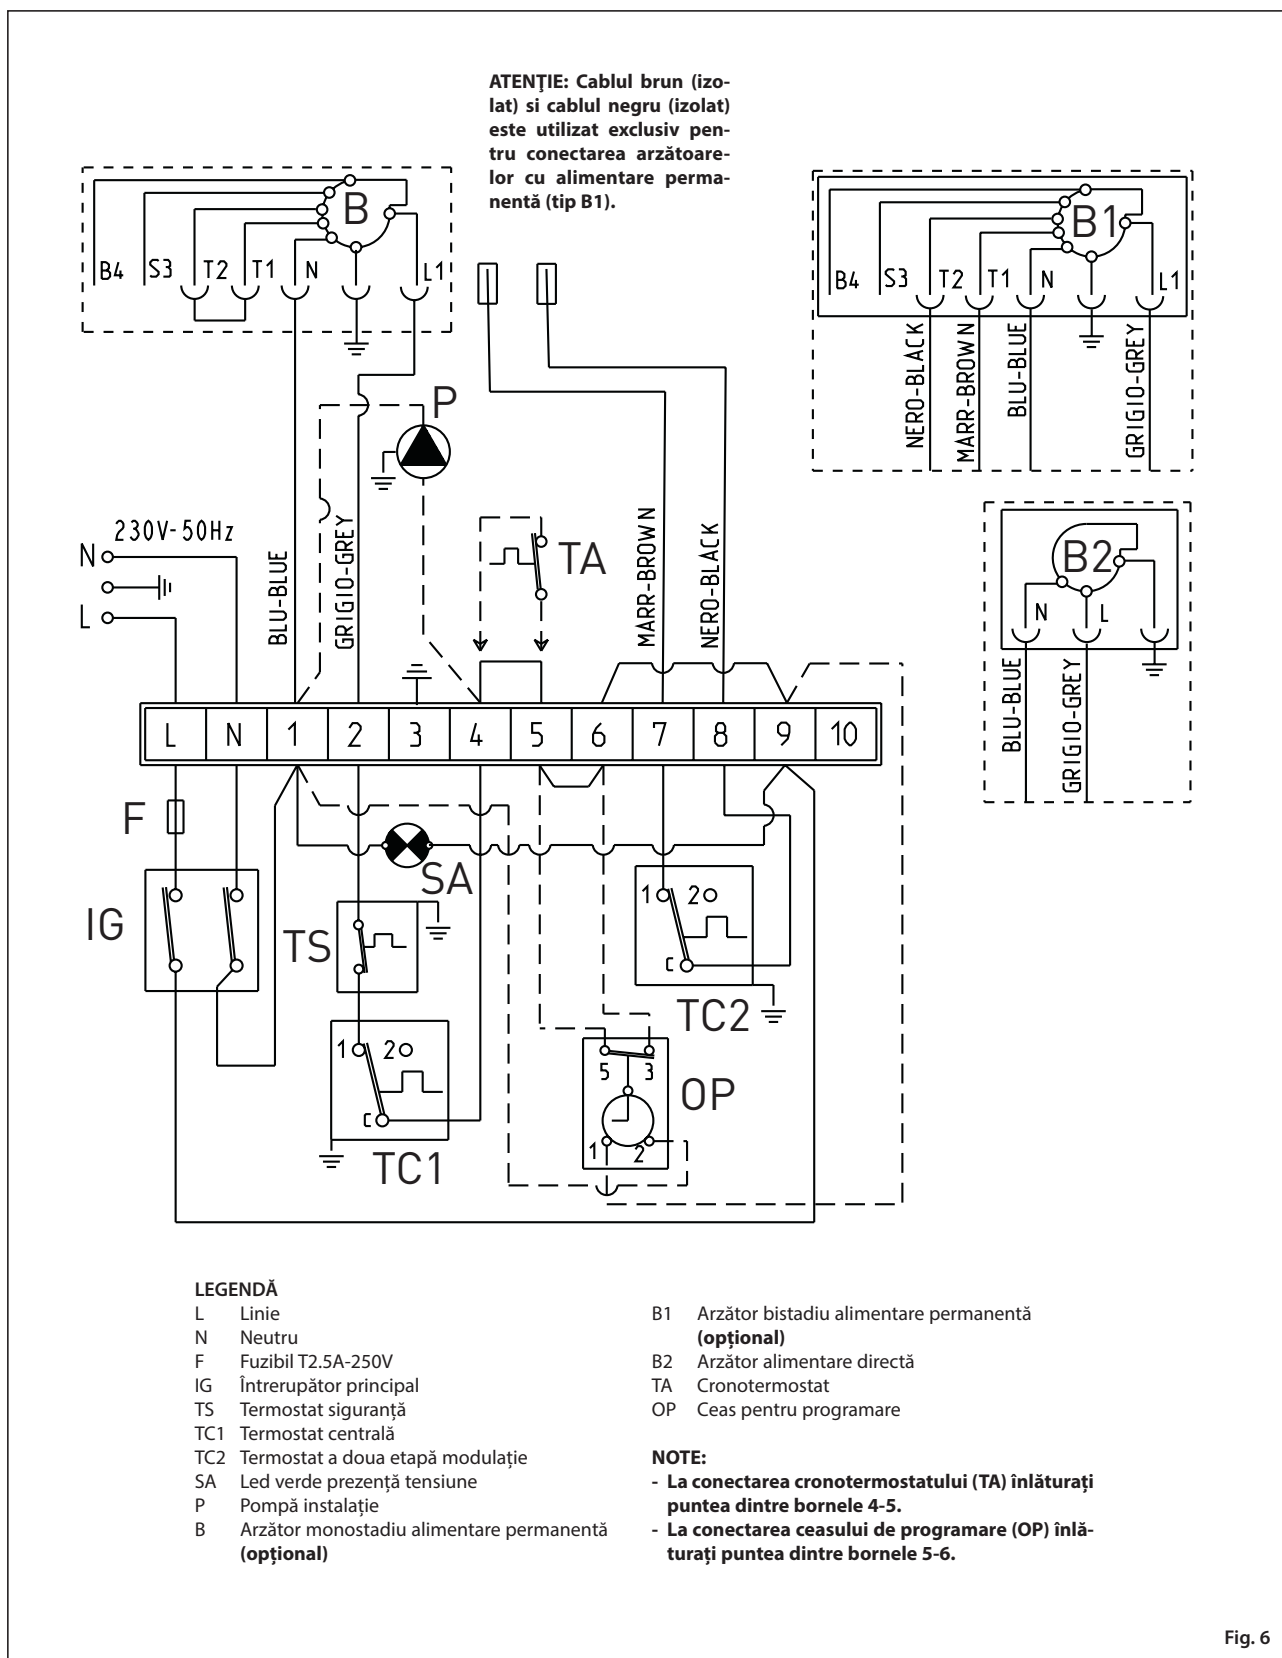 ATENŢIE: Cablul brun (izo-
lat) si cablul negru (izolat)
este utilizat exclusiv pen-
tru conectarea arzătoare-
lor cu alimentare perma-
nentă (tip B1).
B
B4 S3 T2 T1 N L1
B1
B4 S3 T2 T1 N L1
NERO-BLACK
MARR-BROWN
BLU-BLUE
GRIGIO-GREY
P
230V-50Hz
N
L
BLU-BLUE
GRIGIO-GREY
TA
MARR-BROWN
NERO-BLACK
B2
N L
BLU-BLUE
GRIGIO-GREY
L N 1 2 3 4 5 6 7 8 9 10
F
SA
IG
TS
1 2
C
TC2
1 2
C
TC1
5 3
OP
1 2
LEGENDĂ
L Linie
N Neutru
F Fuzibil T2.5A-250V
IG Întrerupător principal
TS Termostat siguranță
TC1 Termostat centrală
TC2 Termostat a doua etapă modulație
SA Led verde prezență tensiune
P Pompă instalație
B Arzător monostadiu alimentare permanentă
(opțional)
B1 Arzător bistadiu alimentare permanentă
(opțional)
B2 Arzător alimentare directă
TA Cronotermostat
OP Ceas pentru programare
NOTE:
- La conectarea cronotermostatului (TA) înlăturați
puntea dintre bornele 4-5.
- La conectarea ceasului de programare (OP) înlă-
turați puntea dintre bornele 5-6.
Fig. 6